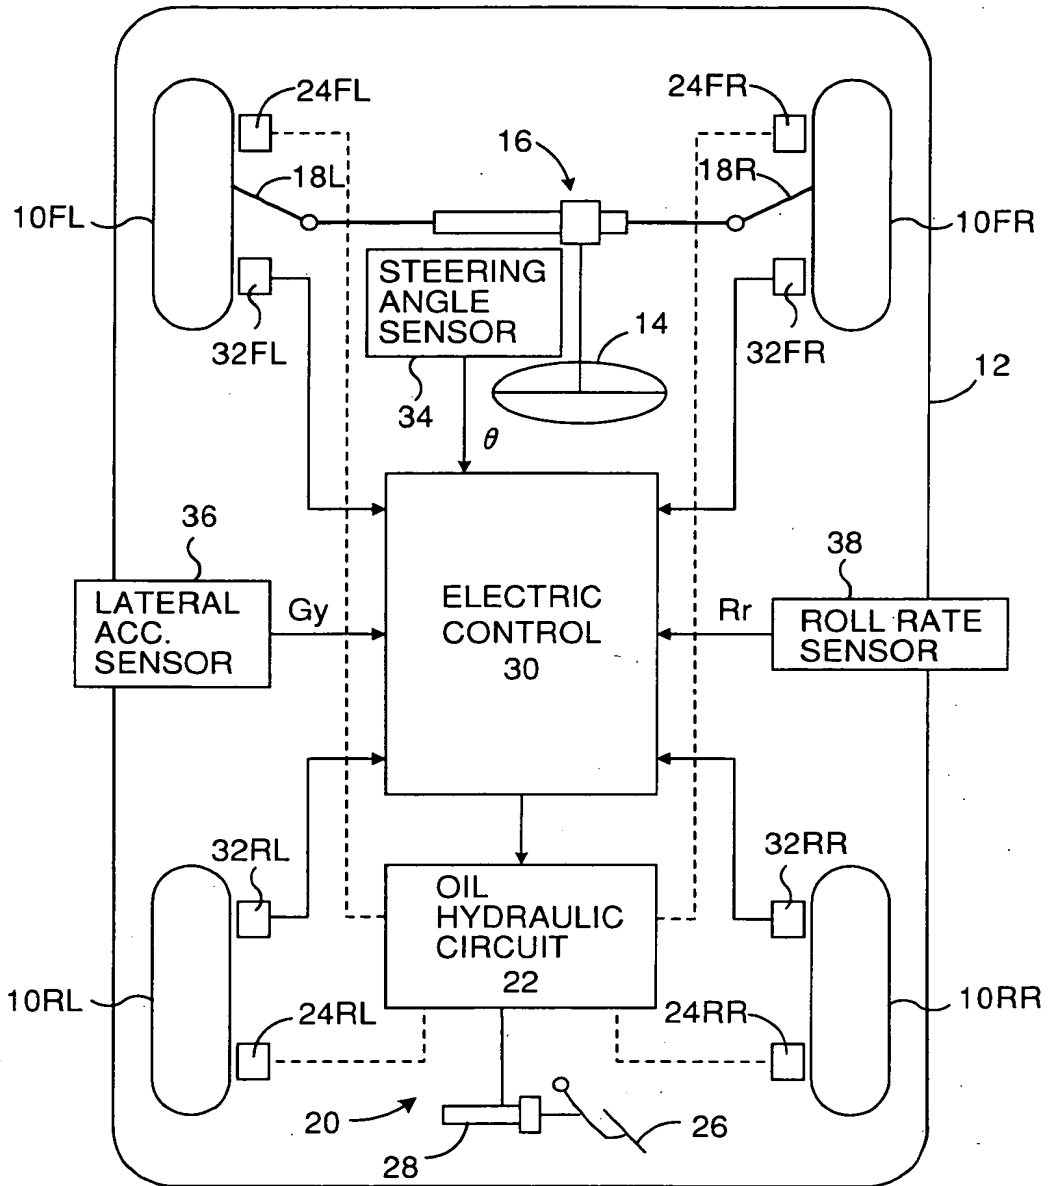 24FL
24FR
16
18L
18R
10FL
10FR
STEERING
ANGLE
SENSOR
14
32FL
32FR
12
34
θ
36
38
LATERAL
ACC.
SENSOR
Gy
ELECTRIC
CONTROL
30
Rr
ROLL RATE
SENSOR
32RL
32RR
OIL
HYDRAULIC
CIRCUIT
22
10RL
10RR
24RL
24RR
20
26
28